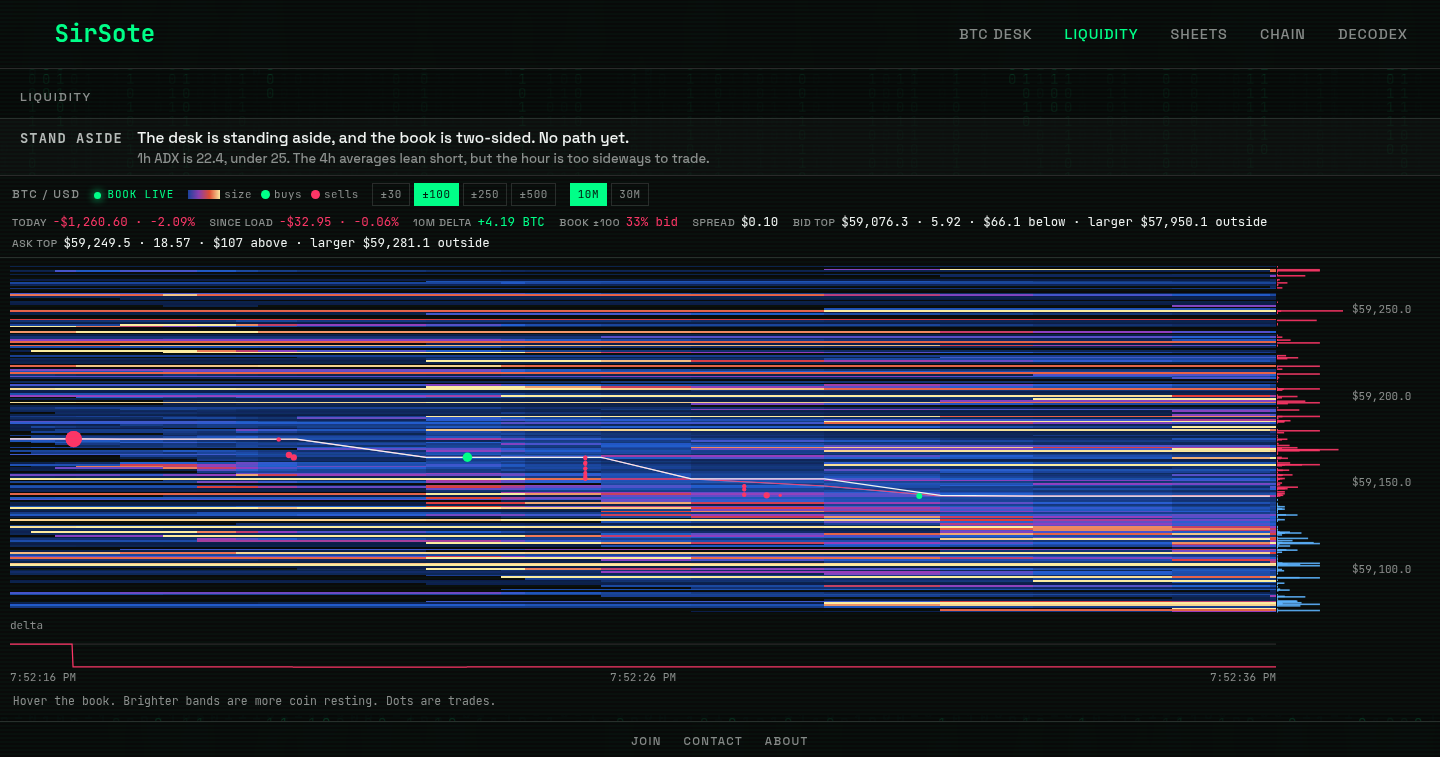 SirSote
BTC DESK LIQUIDITY SHEETS CHAIN DECODEX
LIQUIDITY
STAND ASIDE The desk is standing aside, and the book is two-sided. No path yet.
1h ADX is 22.4, under 25. The 4h averages lean short, but the hour is too sideways to trade.
BTC / USD BOOK LIVE size buys sells ±30 ±100 ±250 ±500 10M 30M
TODAY -$1,260.60 · -2.09% SINCE LOAD -$32.95 · -0.06% 10M DELTA +4.19 BTC BOOK ±100 33% bid SPREAD $0.10 BID TOP $59,076.3 · 5.92 · $66.1 below · larger $57,950.1 outside
ASK TOP $59,249.5 · 18.57 · $107 above · larger $59,281.1 outside
$59,250.0
$59,200.0
$59,150.0
$59,100.0
delta
7:52:16 PM 7:52:26 PM 7:52:36 PM
Hover the book. Brighter bands are more coin resting. Dots are trades.
JOIN CONTACT ABOUT